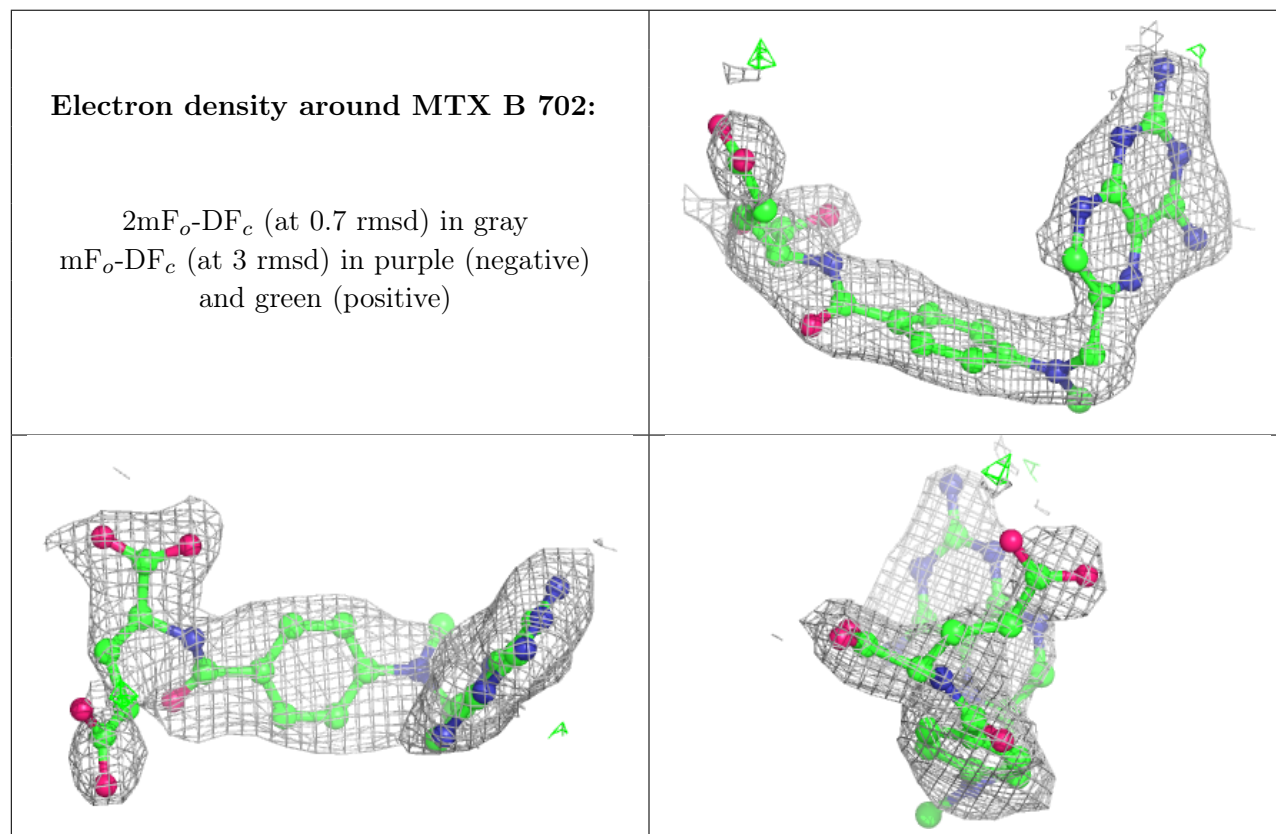 Electron density around MTX B 702:
2mFo-DFc (at 0.7 rmsd) in gray
mFo-DFc (at 3 rmsd) in purple (negative)
and green (positive)